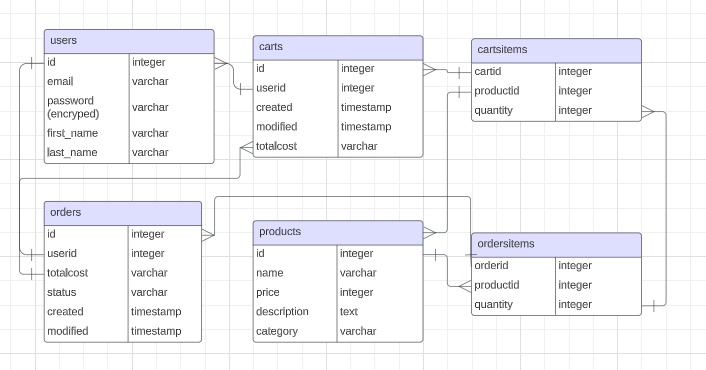 users
id integer
email varchar
password
(encryped) varchar
first_name varchar
last_name varchar
carts
id integer
userid integer
created timestamp
modified timestamp
totalcost varchar
cartsitems
cartid integer
productid integer
quantity integer
orders
id integer
userid integer
totalcost varchar
status varchar
created timestamp
modified timestamp
products
id integer
name varchar
price integer
description text
category varchar
ordersitems
orderid integer
productid integer
quantity integer